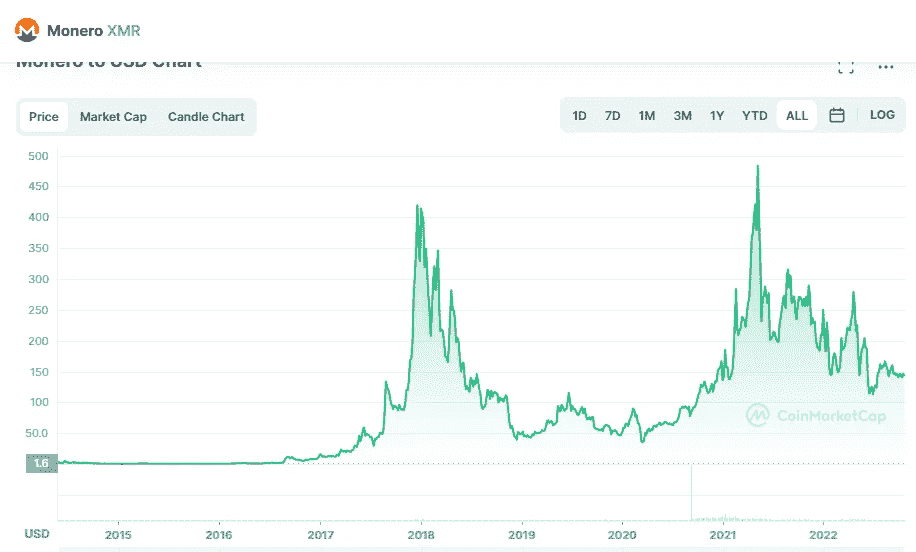 Monero XMR
Monero to USD Chart
Price Market Cap Candle Chart
1D 7D 1M 3M 1Y YTD ALL LOG
500
450
400
350
300
250
200
150
100
50.0
1.6
CoinMarketCap
USD 2015 2016 2017 2018 2019 2020 2021 2022